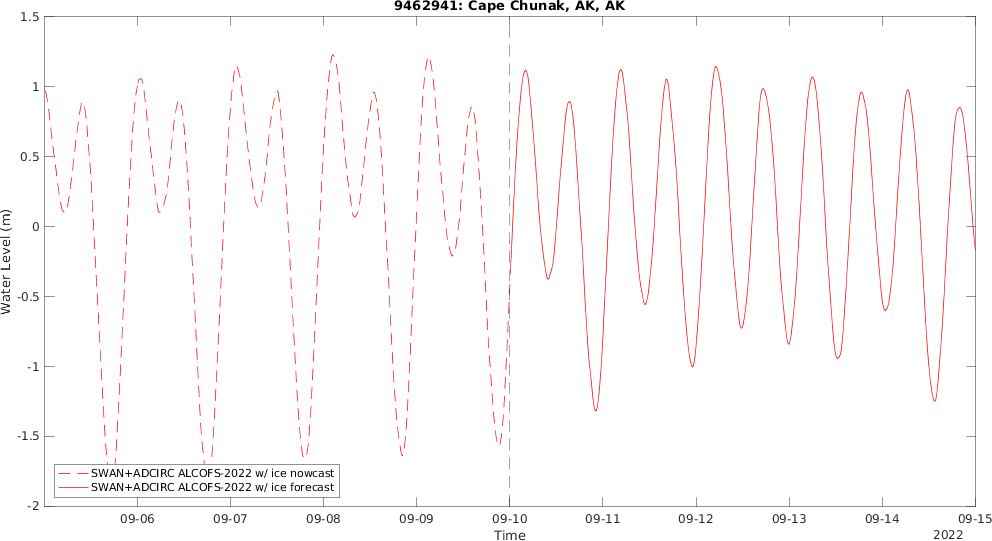 9462941: Cape Chunak, AK, AK
1.5
1
0.5
0
-0.5
-1
-1.5
-2
Water Level (m)
SWAN+ADCIRC ALCOFS-2022 w/ ice nowcast
SWAN+ADCIRC ALCOFS-2022 w/ ice forecast
09-06 09-07 09-08 09-09 09-10 09-11 09-12 09-13 09-14 09-15
Time
2022